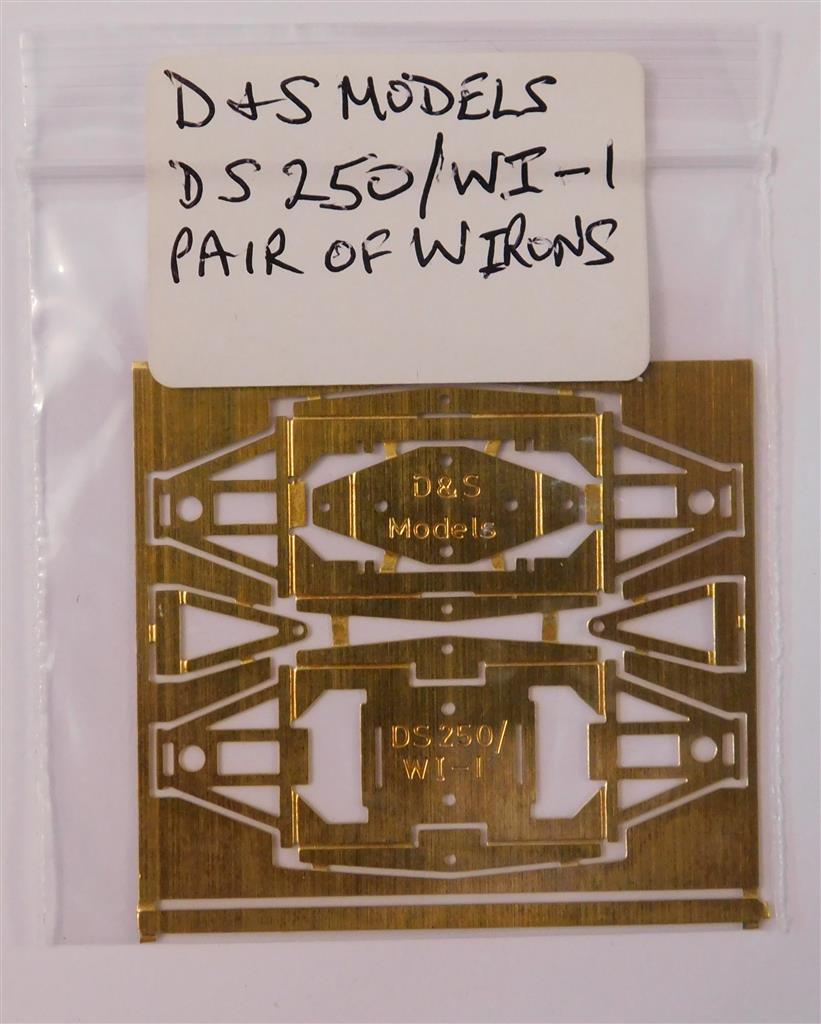 D&S MODELS
DS 250/WI-1
PAIR OF W IRONS
D&S
Models
DS 250/
WI-1